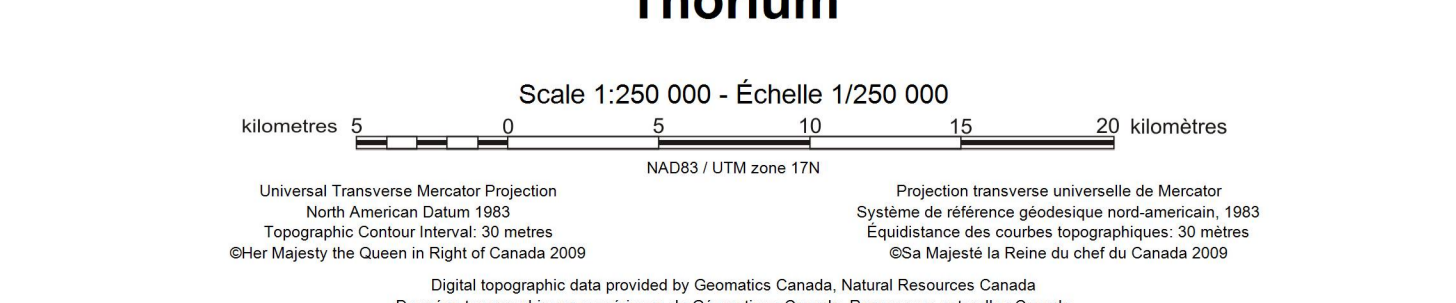 Thorium
Scale 1:250 000 - Échelle 1/250 000
kilometres 5 0 5 10 15 20 kilomètres
NAD83 / UTM zone 17N
Universal Transverse Mercator Projection
North American Datum 1983
Topographic Contour Interval: 30 metres
©Her Majesty the Queen in Right of Canada 2009
Projection transverse universelle de Mercator
Système de référence géodesique nord-americain, 1983
Équidistance des courbes topographiques: 30 mètres
©Sa Majesté la Reine du chef du Canada 2009
Digital topographic data provided by Geomatics Canada, Natural Resources Canada